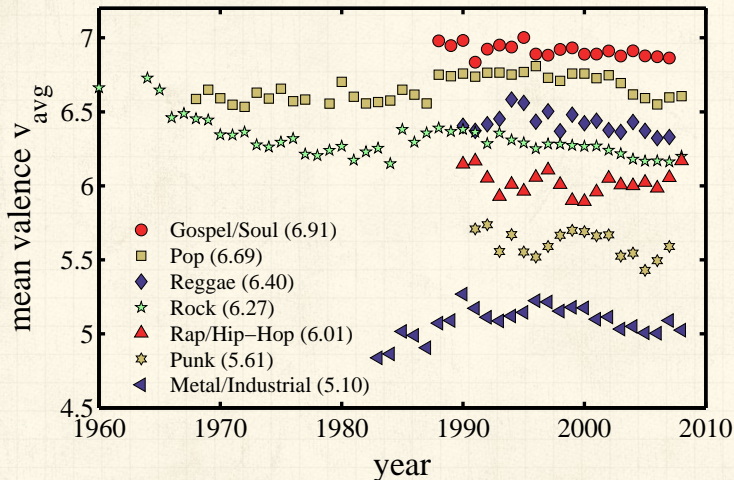 7
6.5
6
5.5
5
4.5
mean valence v_avg
Gospel/Soul (6.91)
Pop (6.69)
Reggae (6.40)
Rock (6.27)
Rap/Hip−Hop (6.01)
Punk (5.61)
Metal/Industrial (5.10)
1960 1970 1980 1990 2000 2010
year